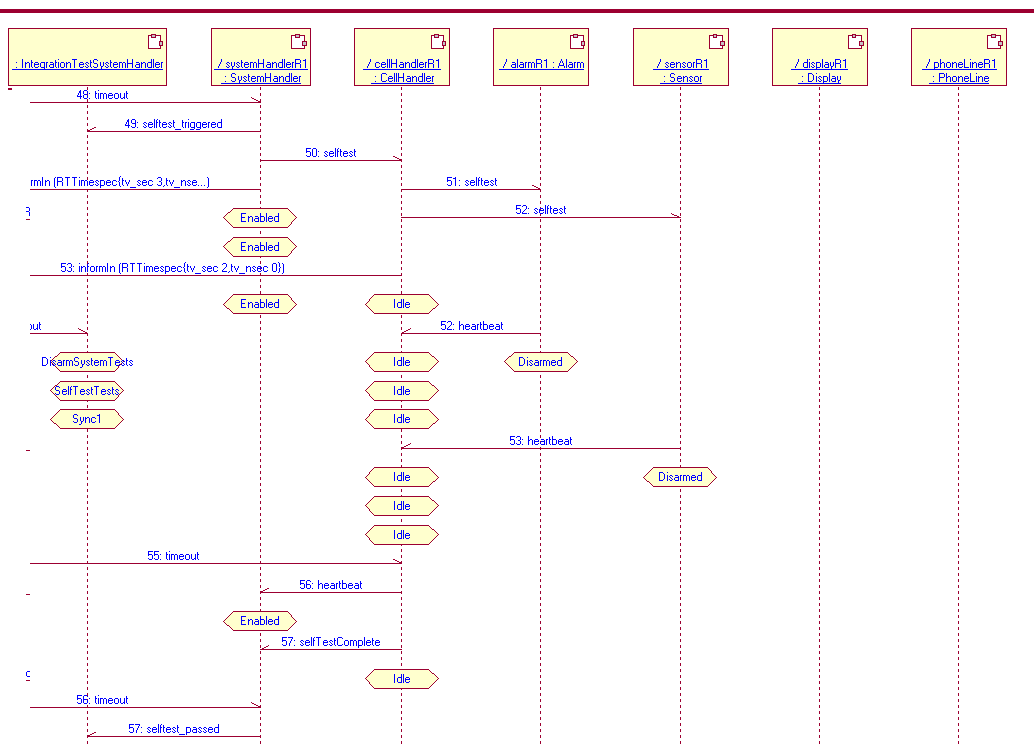 : IntegrationTestSystemHandler
/ systemHandlerR1
: SystemHandler
/ cellHandlerR1
: CellHandler
/ alarmR1 : Alarm
/ sensorR1
: Sensor
/ displayR1
: Display
/ phoneLineR1
: PhoneLine
48: timeout
49: selftest_triggered
50: selftest
rmIn (RTTimespec{tv_sec 3,tv_nse...)
51: selftest
52: selftest
Enabled
Enabled
53: informIn (RTTimespec{tv_sec 2,tv_nsec 0})
Enabled
Idle
out
52: heartbeat
DisarmSystemTests
Idle
Disarmed
SelfTestTests
Idle
Sync1
Idle
53: heartbeat
Idle
Disarmed
Idle
Idle
55: timeout
56: heartbeat
Enabled
57: selfTestComplete
Idle
56: timeout
57: selftest_passed